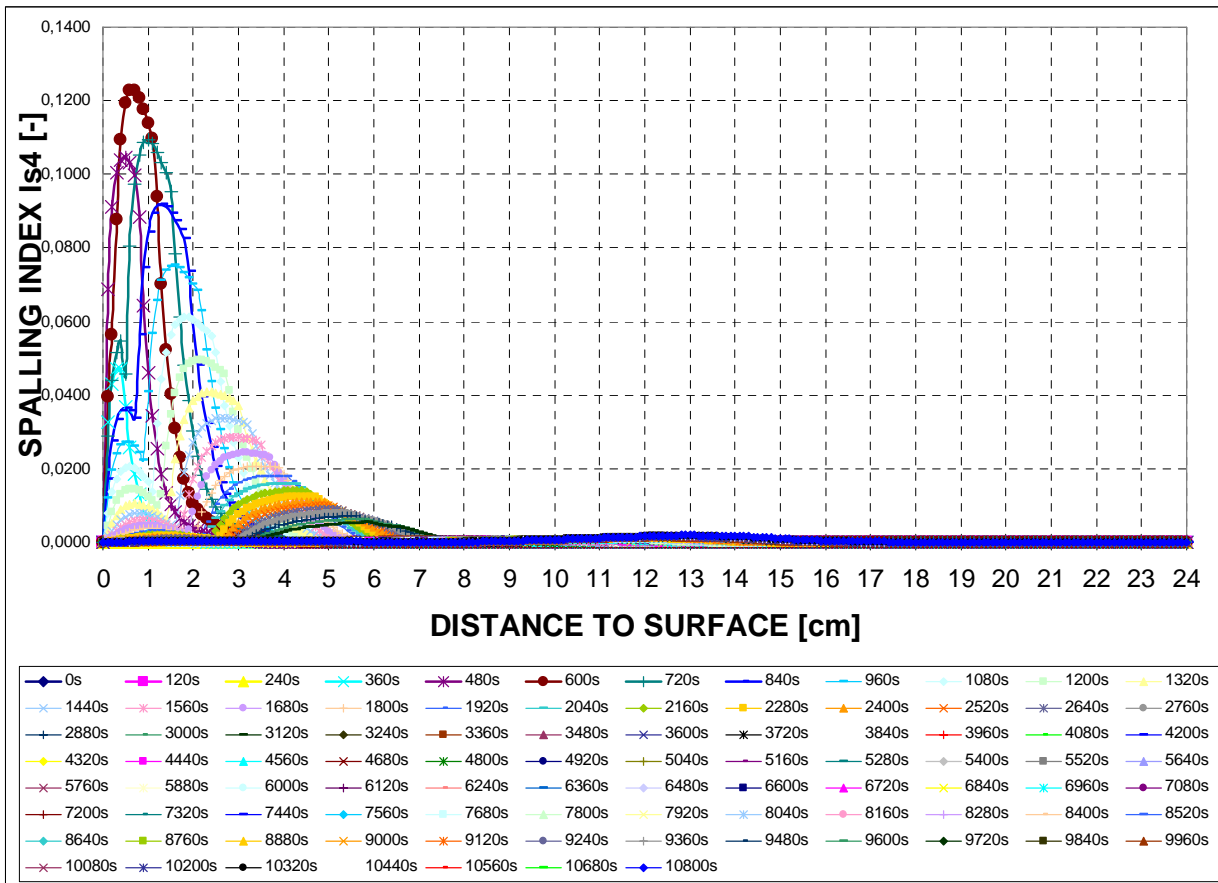 0,1400
0,1200
0,1000
0,0800
0,0600
0,0400
0,0200
0,0000
SPALLING INDEX Is4 [-]
0 1 2 3 4 5 6 7 8 9 10 11 12 13 14 15 16 17 18 19 20 21 22 23 24
DISTANCE TO SURFACE [cm]
0s 120s 240s 360s 480s 600s 720s 840s 960s 1080s 1200s 1320s
1440s 1560s 1680s 1800s 1920s 2040s 2160s 2280s 2400s 2520s 2640s 2760s
2880s 3000s 3120s 3240s 3360s 3480s 3600s 3720s 3840s 3960s 4080s 4200s
4320s 4440s 4560s 4680s 4800s 4920s 5040s 5160s 5280s 5400s 5520s 5640s
5760s 5880s 6000s 6120s 6240s 6360s 6480s 6600s 6720s 6840s 6960s 7080s
7200s 7320s 7440s 7560s 7680s 7800s 7920s 8040s 8160s 8280s 8400s 8520s
8640s 8760s 8880s 9000s 9120s 9240s 9360s 9480s 9600s 9720s 9840s 9960s
10080s 10200s 10320s 10440s 10560s 10680s 10800s